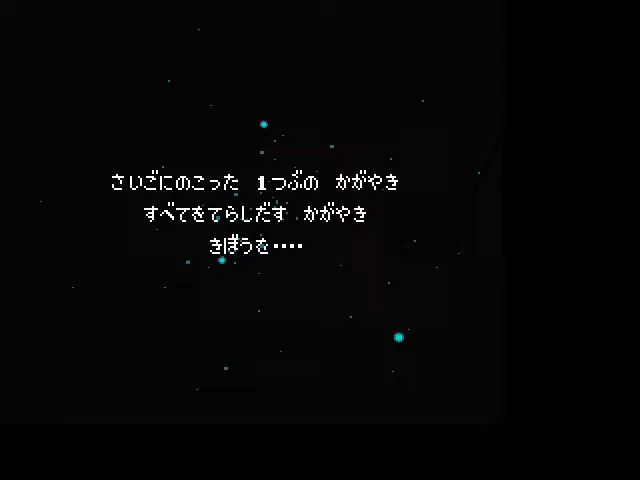 さいごにのこった　１つぶの　かがやき
すべてをてらしだす　かがやき
きぼうを・・・・